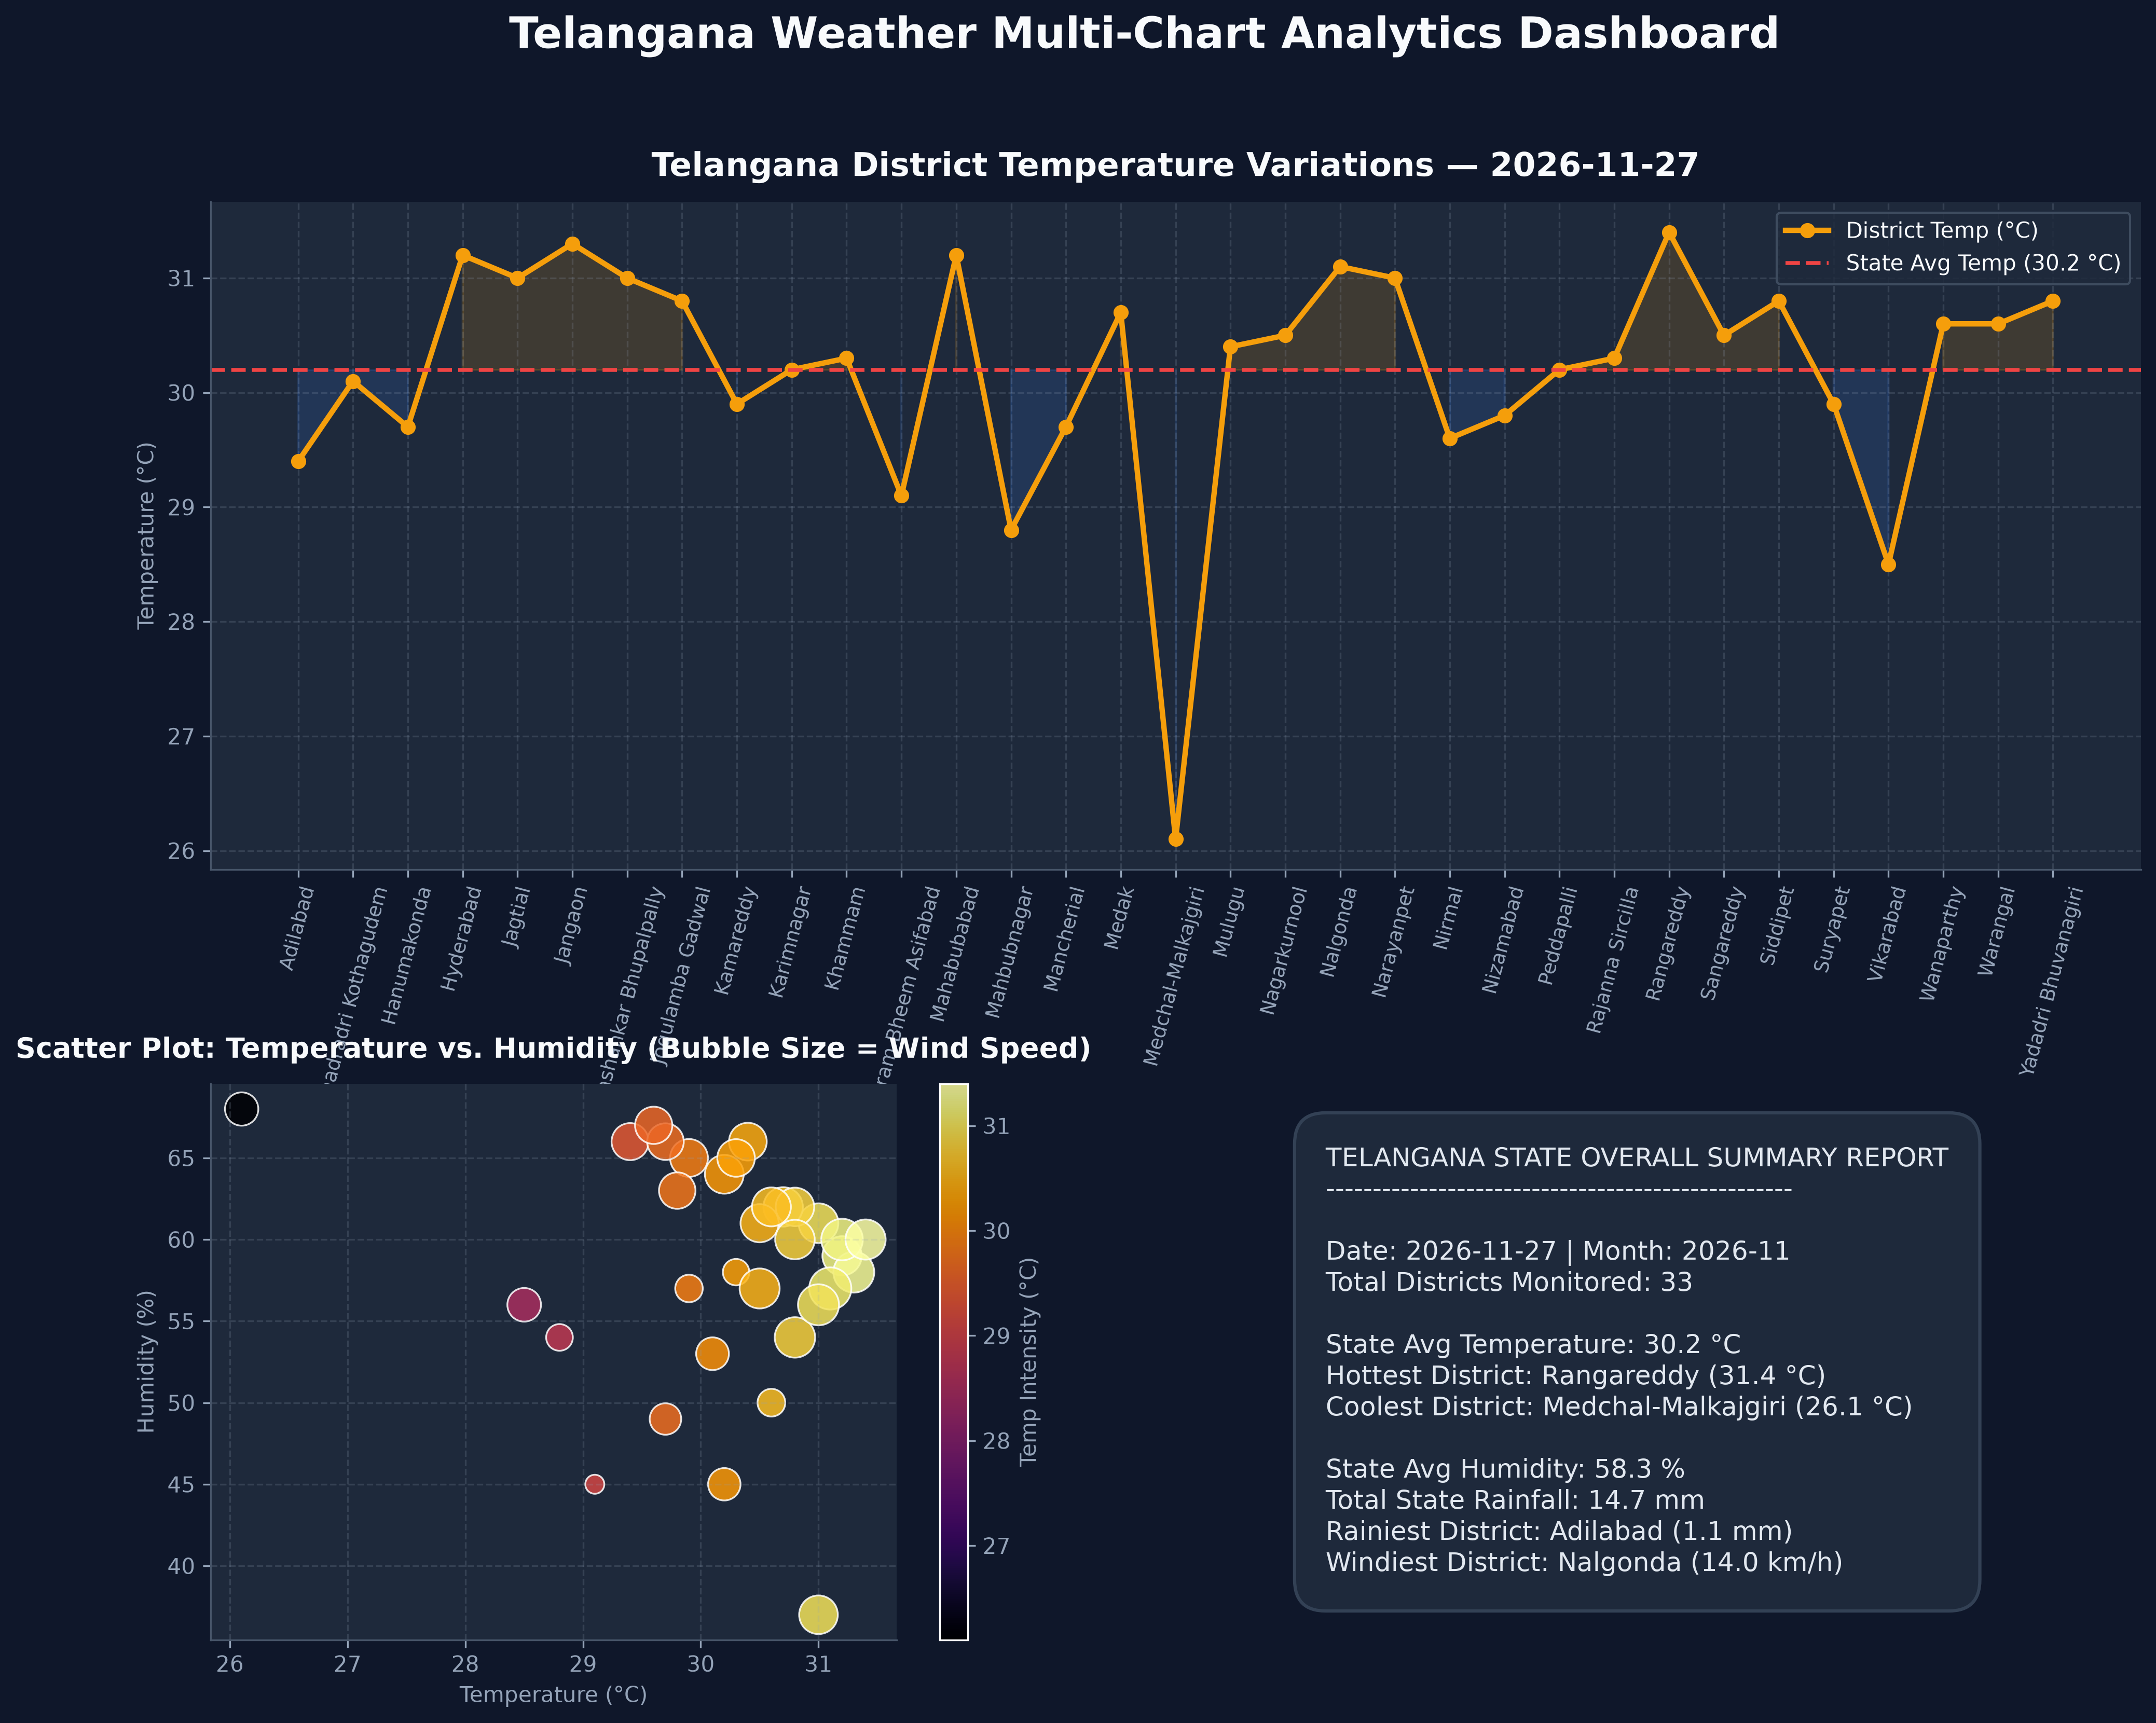 Telangana Weather Multi-Chart Analytics Dashboard
Telangana District Temperature Variations — 2026-11-27
District Temp (°C)
State Avg Temp (30.2 °C)
Temperature (°C)
31
30
29
28
27
26
Adilabad
Kothagudem
Hanumakonda
Hyderabad
Jagtial
Jangaon
Bhupalpally
Gadwal
Kamareddy
Karimnagar
Khammam
Bheem Asifabad
Mahabubabad
Mahbubnagar
Mancherial
Medak
Medchal-Malkajgiri
Mulugu
Nagarkurnool
Nalgonda
Narayanpet
Nirmal
Nizamabad
Peddapalli
Rajanna Sircilla
Rangareddy
Sangareddy
Siddipet
Suryapet
Vikarabad
Wanaparthy
Warangal
Yadadri Bhuvanagiri
Scatter Plot: Temperature vs. Humidity (Bubble Size = Wind Speed)
Humidity (%)
65
60
55
50
45
40
26
27
28
29
30
31
Temperature (°C)
31
30
29
28
27
Temp Intensity (°C)
TELANGANA STATE OVERALL SUMMARY REPORT
--------------------------------------------------
Date: 2026-11-27 | Month: 2026-11
Total Districts Monitored: 33
State Avg Temperature: 30.2 °C
Hottest District: Rangareddy (31.4 °C)
Coolest District: Medchal-Malkajgiri (26.1 °C)
State Avg Humidity: 58.3 %
Total State Rainfall: 14.7 mm
Rainiest District: Adilabad (1.1 mm)
Windiest District: Nalgonda (14.0 km/h)